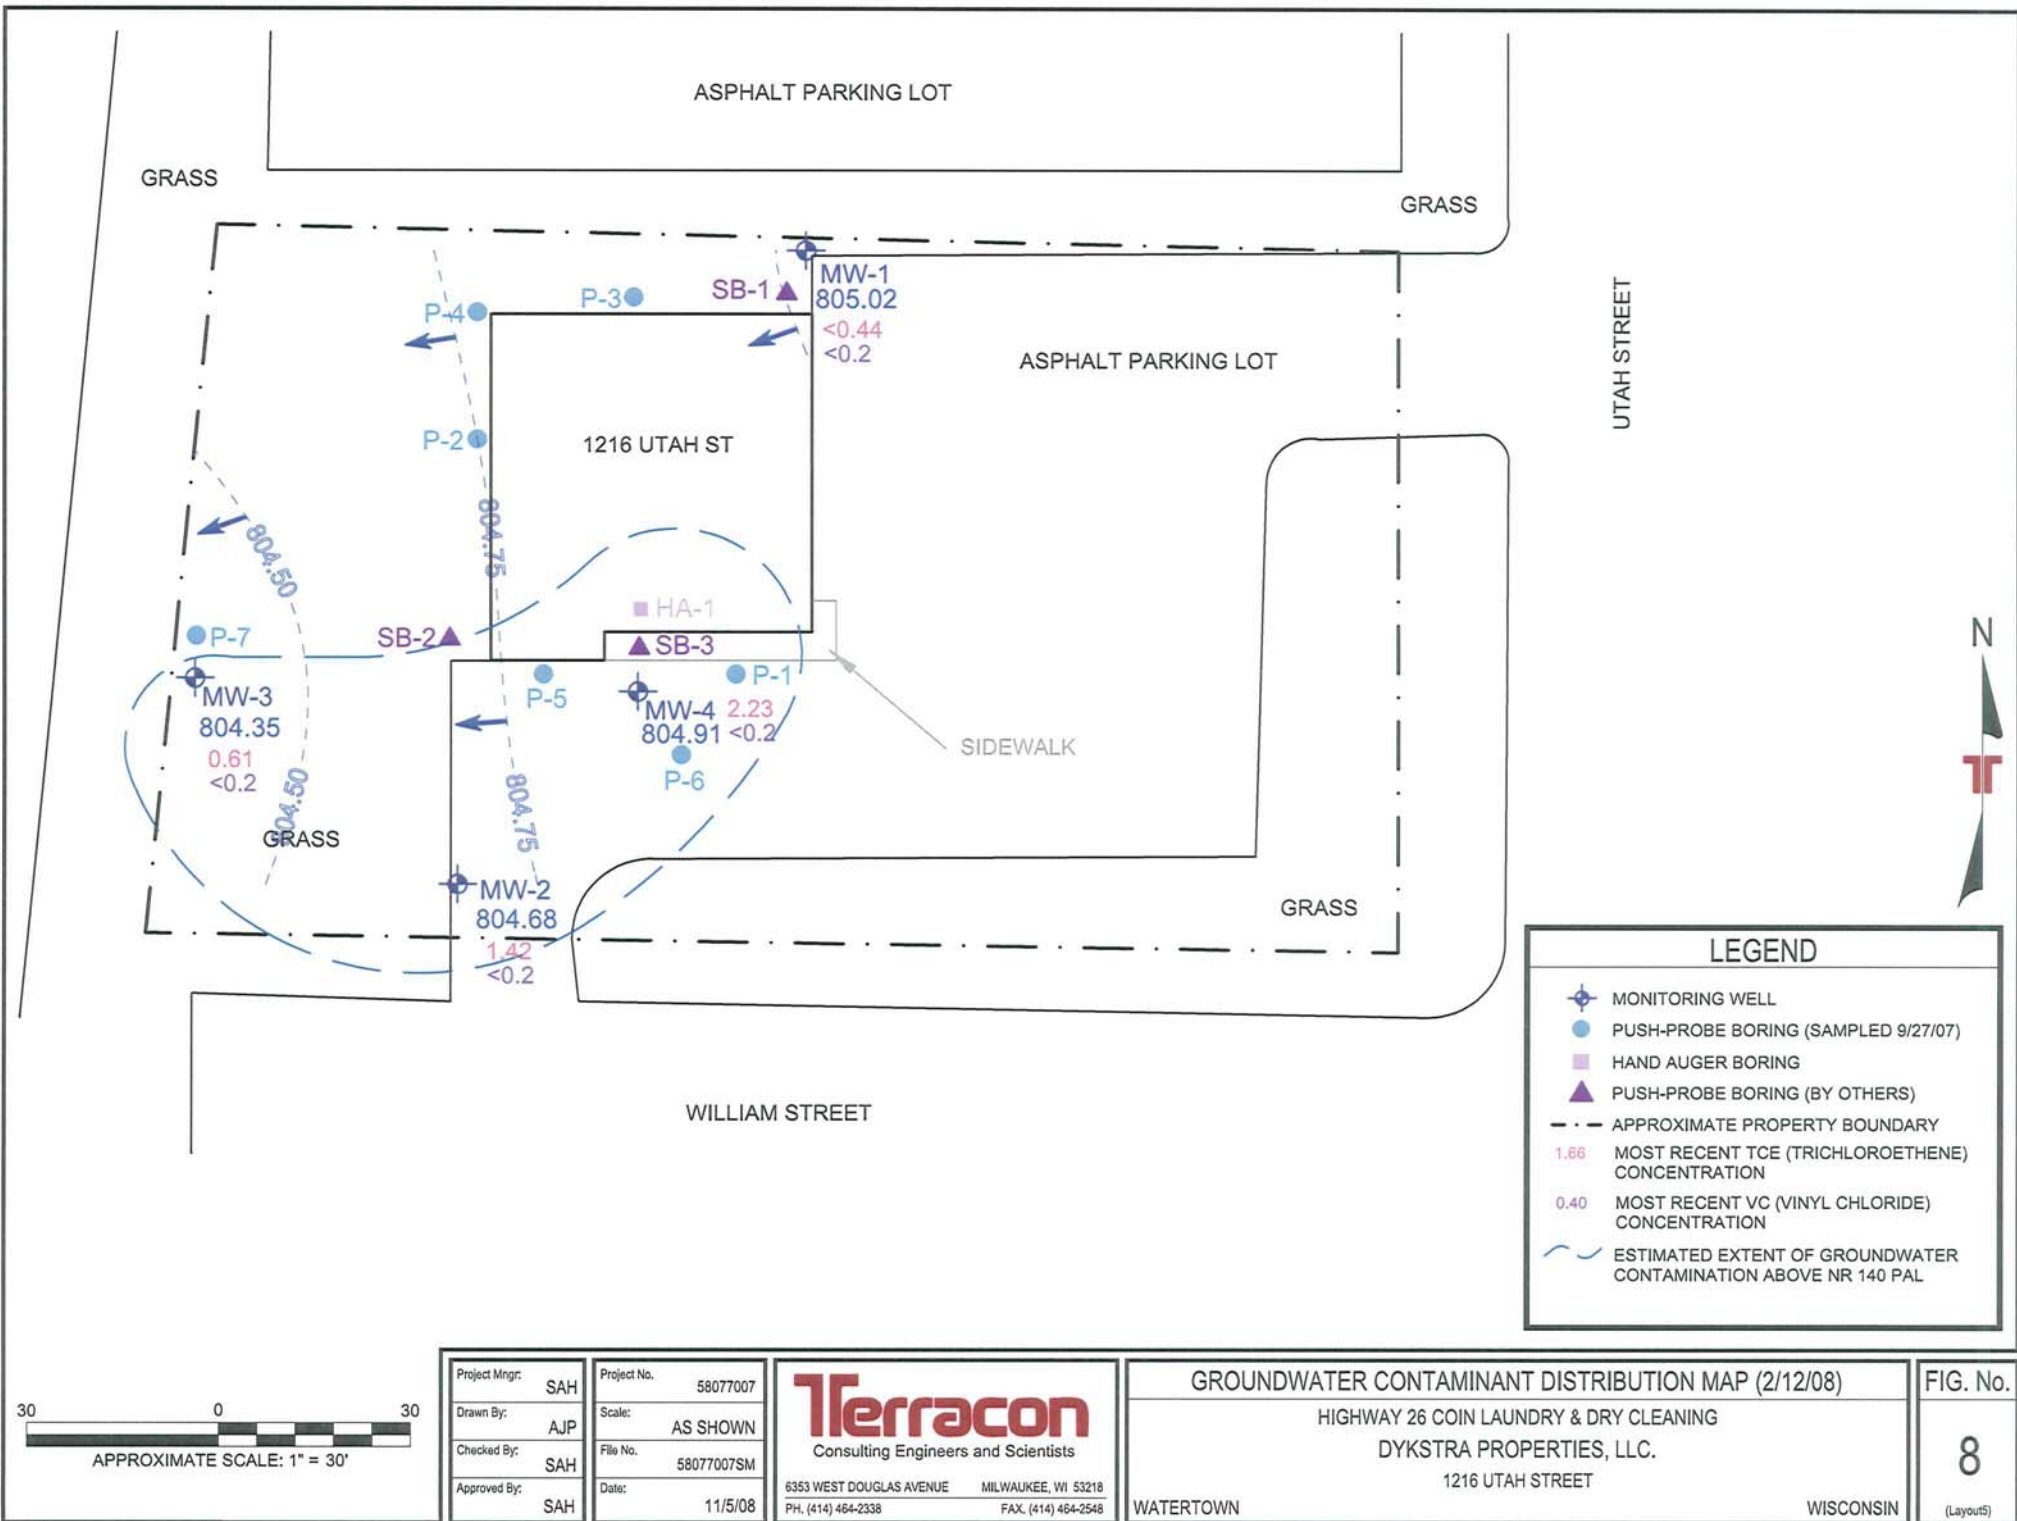 ASPHALT PARKING LOT
GRASS
GRASS
MW-1
805.02
<0.44
<0.2
SB-1
P-3
P-4
ASPHALT PARKING LOT
UTAH STREET
P-2
1216 UTAH ST
804.75
804.50
HA-1
P-7
SB-2
SB-3
P-5
P-1
MW-3
804.35
0.61
<0.2
MW-4 2.23
804.91 <0.2
P-6
SIDEWALK
N
804.50
804.75
GRASS
MW-2
804.68
1.42
<0.2
GRASS
WILLIAM STREET
LEGEND
MONITORING WELL
PUSH-PROBE BORING (SAMPLED 9/27/07)
HAND AUGER BORING
PUSH-PROBE BORING (BY OTHERS)
APPROXIMATE PROPERTY BOUNDARY
1.66 MOST RECENT TCE (TRICHLOROETHENE)
CONCENTRATION
0.40 MOST RECENT VC (VINYL CHLORIDE)
CONCENTRATION
ESTIMATED EXTENT OF GROUNDWATER
CONTAMINATION ABOVE NR 140 PAL
30 0 30
APPROXIMATE SCALE: 1" = 30'
Project Mngr: SAH
Drawn By: AJP
Checked By: SAH
Approved By: SAH
Project No. 58077007
Scale: AS SHOWN
File No. 58077007SM
Date: 11/5/08
Terracon
Consulting Engineers and Scientists
6353 WEST DOUGLAS AVENUE MILWAUKEE, WI 53218
PH. (414) 464-2338 FAX. (414) 464-2548
GROUNDWATER CONTAMINANT DISTRIBUTION MAP (2/12/08)
HIGHWAY 26 COIN LAUNDRY & DRY CLEANING
DYKSTRA PROPERTIES, LLC.
1216 UTAH STREET
WATERTOWN WISCONSIN
FIG. No.
8
(Layout5)